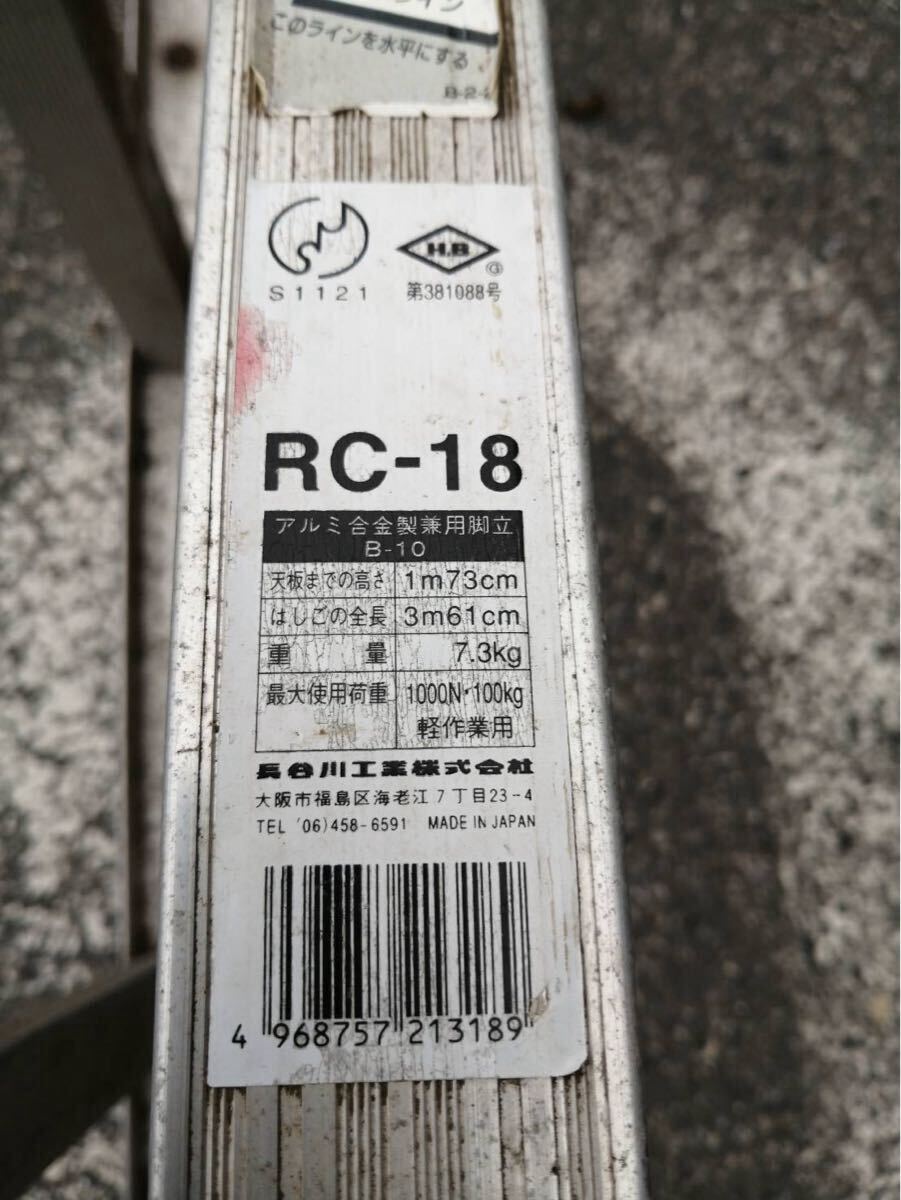 イン
このラインを水平にする
B-2-
H.B
G
S1121
第381088号
RC-18
アルミ合金製兼用脚立
B-10
天板までの高さ 1m73cm
はしごの全長 3m61cm
重量 7.3kg
最大使用荷重 1000N・100kg
軽作業用
長谷川工業株式会社
大阪市福島区海老江7丁目23-4
TEL '06)458-6591 MADE IN JAPAN
4 968757 213189